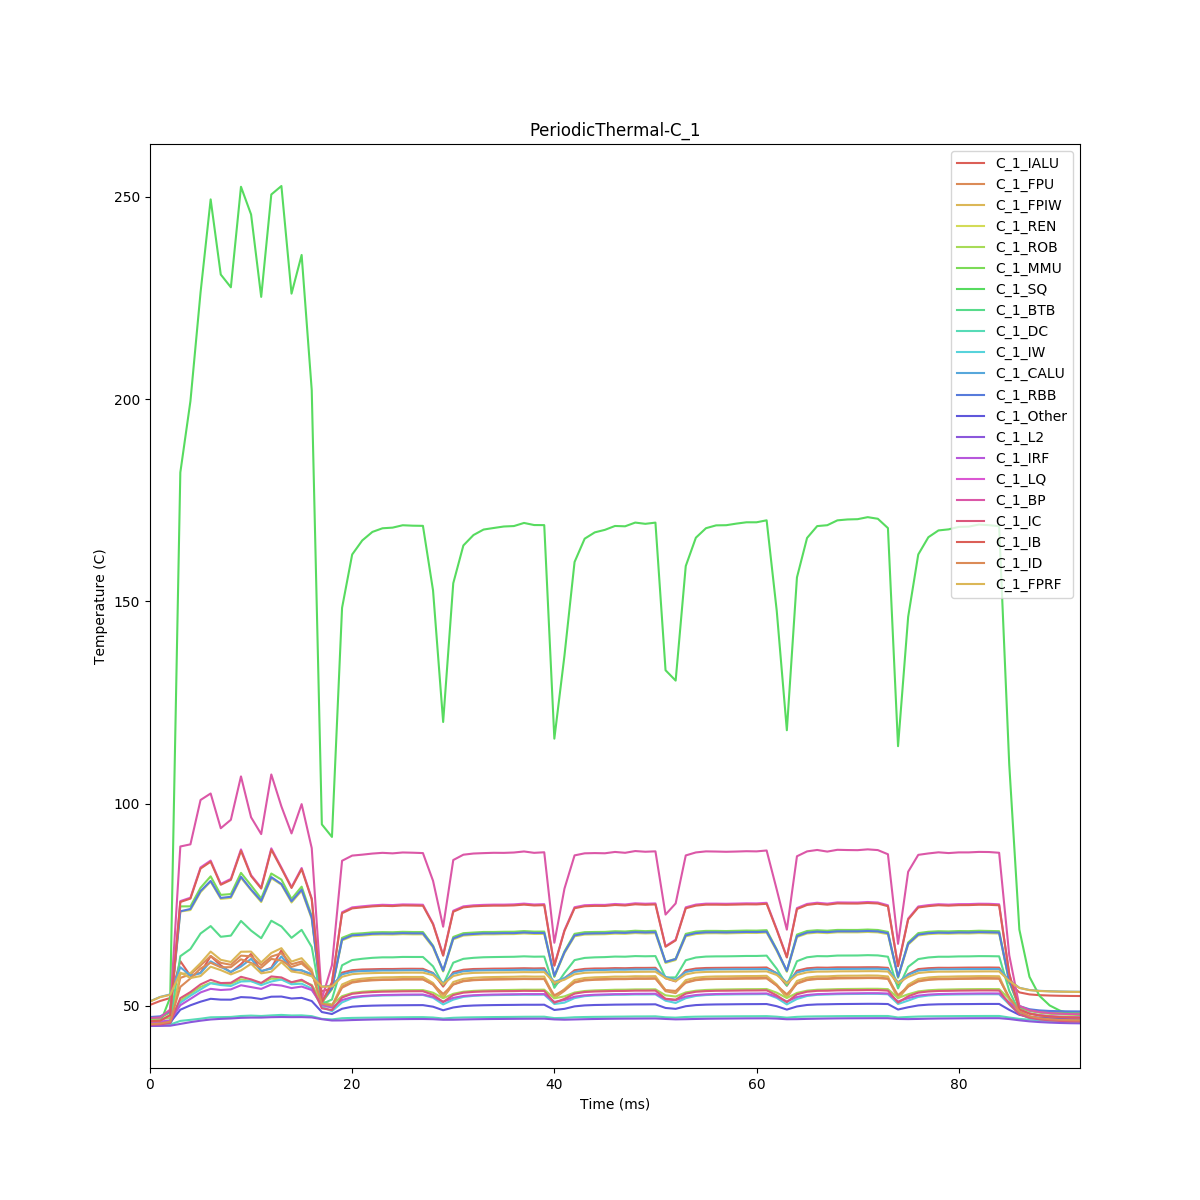 PeriodicThermal-C_1
Temperature (C)
250
200
150
100
50
0
20
40
60
80
Time (ms)
C_1_IALU
C_1_FPU
C_1_FPIW
C_1_REN
C_1_ROB
C_1_MMU
C_1_SQ
C_1_BTB
C_1_DC
C_1_IW
C_1_CALU
C_1_RBB
C_1_Other
C_1_L2
C_1_IRF
C_1_LQ
C_1_BP
C_1_IC
C_1_IB
C_1_ID
C_1_FPRF